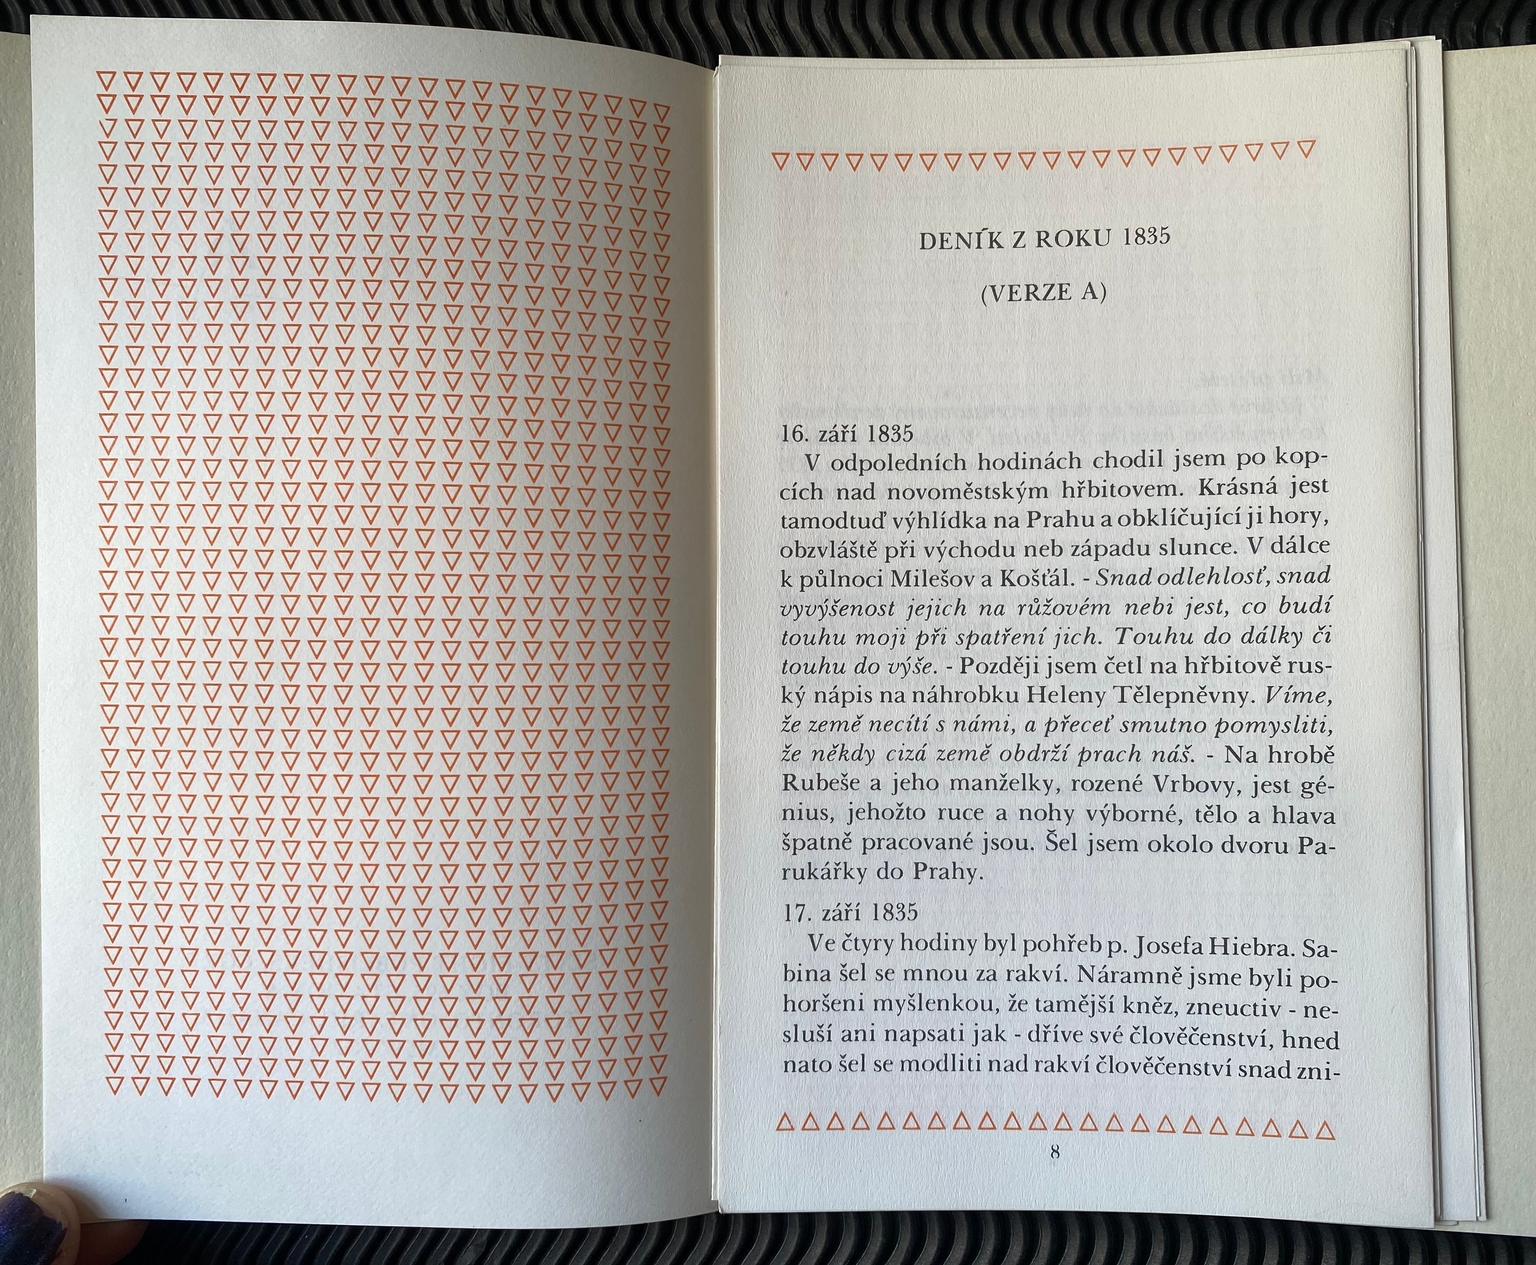 DENÍK Z ROKU 1835
(VERZE A)
16. září 1835
V odpoledních hodinách chodil jsem po kop-
cích nad novoměstským hřbitovem. Krásná jest
tamodtuď výhlídka na Prahu a obklíčující ji hory,
obzvláště při východu neb západu slunce. V dálce
k půlnoci Milešov a Košťál. - Snad odlehlosť, snad
vyvýšenost jejich na růžovém nebi jest, co budí
touhu moji při spatření jich. Touhu do dálky či
touhu do výše. - Později jsem četl na hřbitově rus-
ký nápis na náhrobku Heleny Tělepněvny. Víme,
že země necítí s námi, a přeceť smutno pomysliti,
že někdy cizá země obdrží prach náš. - Na hrobě
Rubeše a jeho manželky, rozené Vrbovy, jest gé-
nius, jehožto ruce a nohy výborné, tělo a hlava
špatně pracované jsou. Šel jsem okolo dvoru Pa-
rukářky do Prahy.
17. září 1835
Ve čtyry hodiny byl pohřeb p. Josefa Hiebra. Sa-
bina šel se mnou za rakví. Náramně jsme byli po-
horšeni myšlenkou, že tamější kněz, zneuctiv - ne-
sluší ani napsati jak - dříve své člověčenství, hned
nato šel se modliti nad rakví člověčenství snad zni-
8